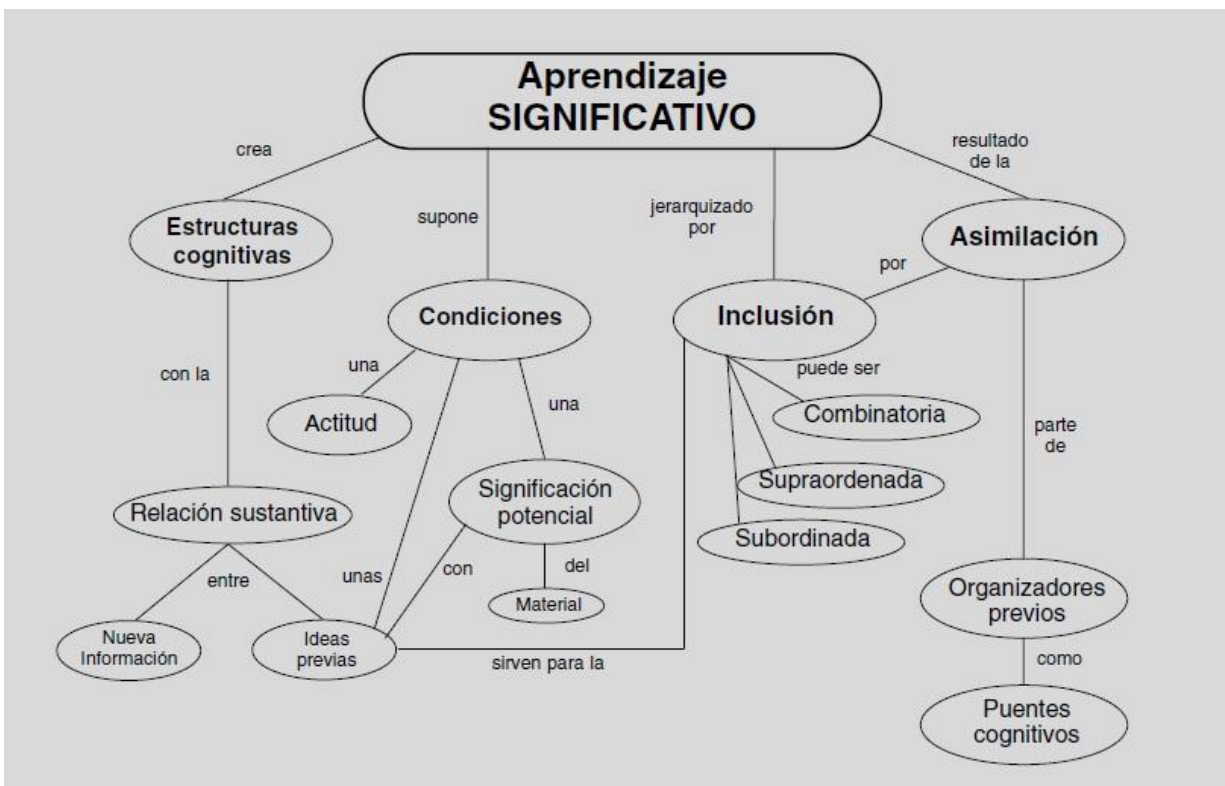 Aprendizaje
SIGNIFICATIVO
crea
supone
jerarquizado
por
resultado
de la
Estructuras
cognitivas
Asimilación
por
Condiciones
Inclusión
con la
una
una
puede ser
parte
de
Actitud
Combinatoria
Supraordenada
Subordinada
Relación sustantiva
Significación
potencial
entre
unas
con
del
Material
Organizadores
previos
Nueva
Información
Ideas
previas
sirven para la
como
Puentes
cognitivos